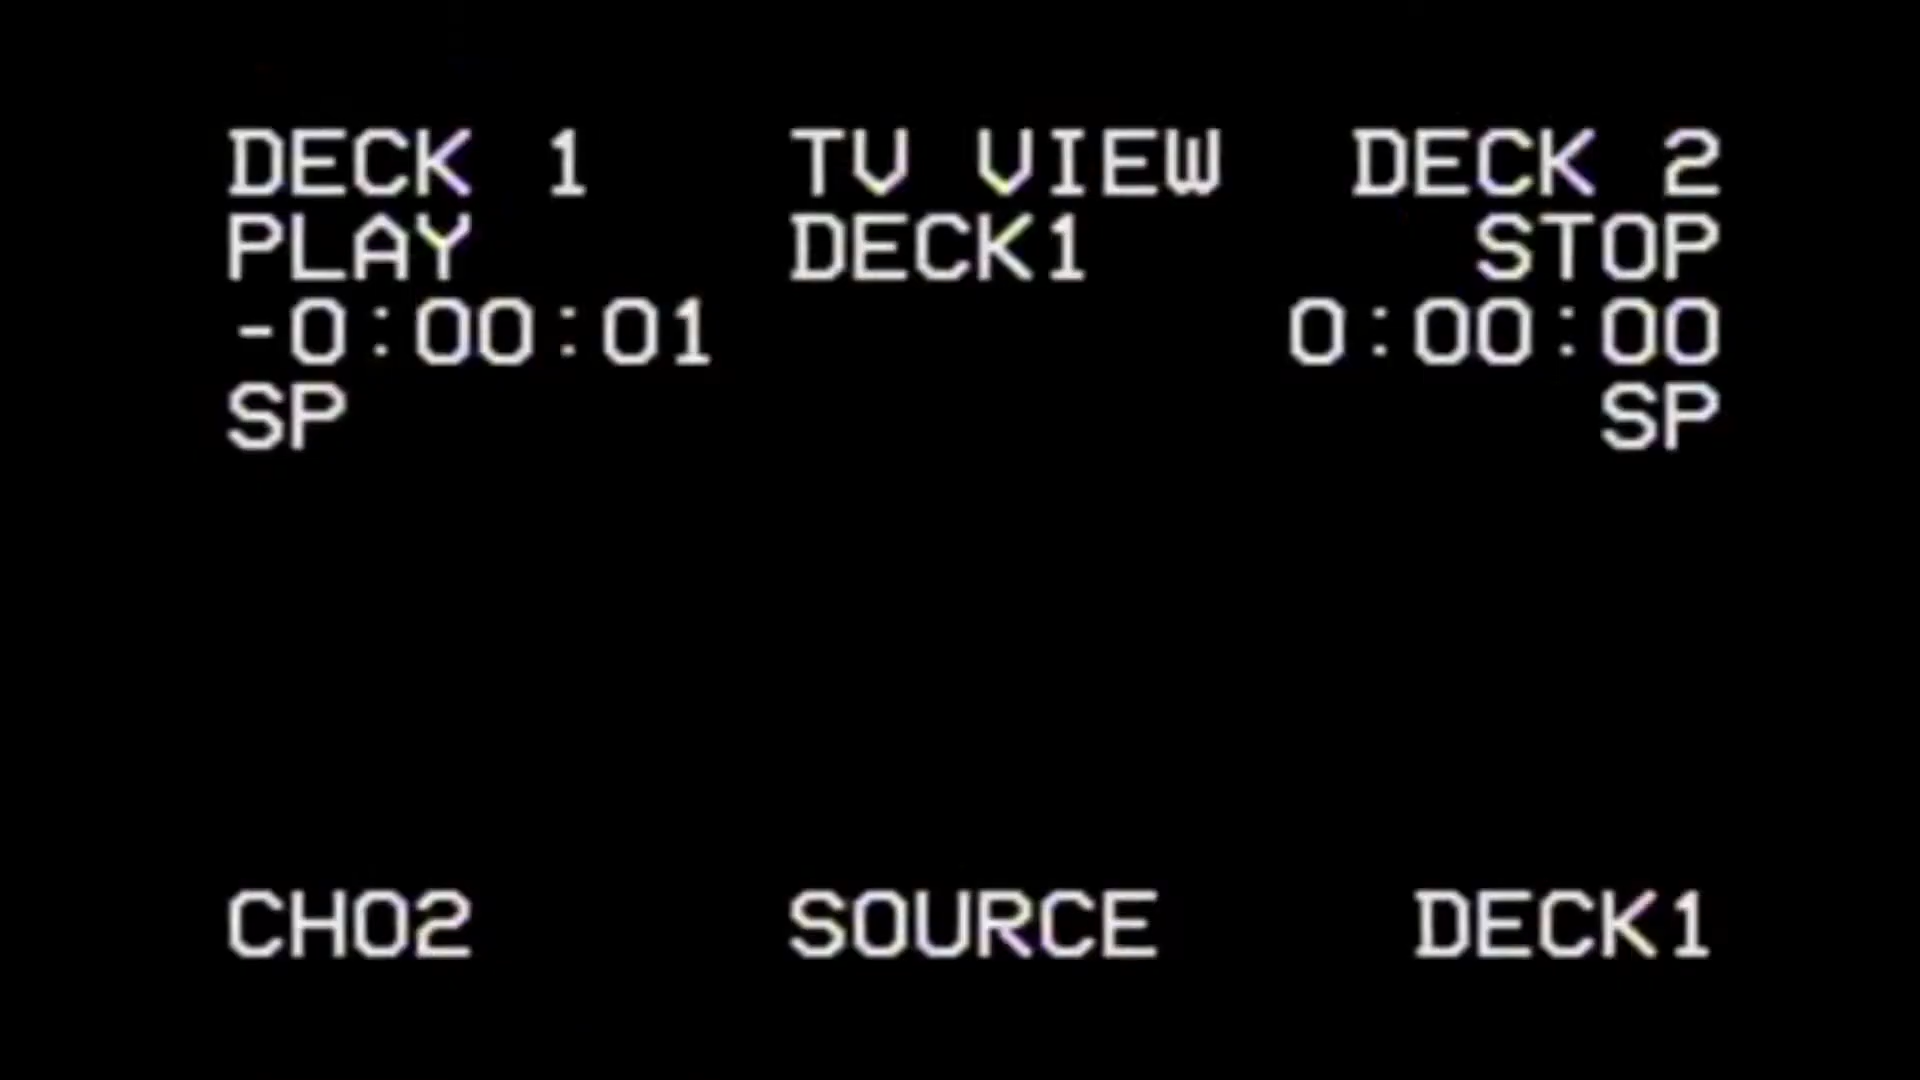 DECK 1 TV VIEW DECK 2
PLAY DECK1 STOP
-0:00:01 0:00:00
SP SP
CH02 SOURCE DECK1